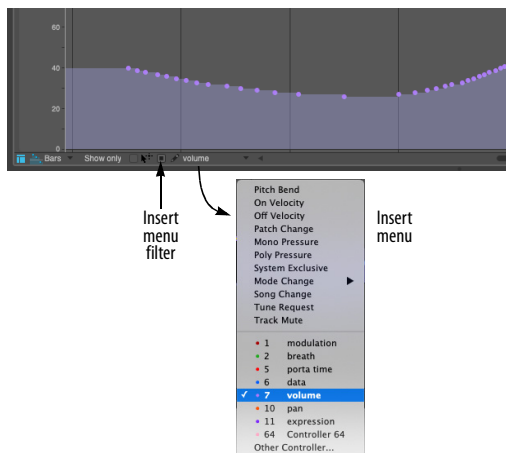 60
40
20
0
Bars Show only volume
Insert menu filter
Insert menu
Pitch Bend
On Velocity
Off Velocity
Patch Change
Mono Pressure
Poly Pressure
System Exclusive
Mode Change
Song Change
Tune Request
Track Mute
1 modulation
2 breath
5 porta time
6 data
7 volume
10 pan
11 expression
64 Controller 64
Other Controller...